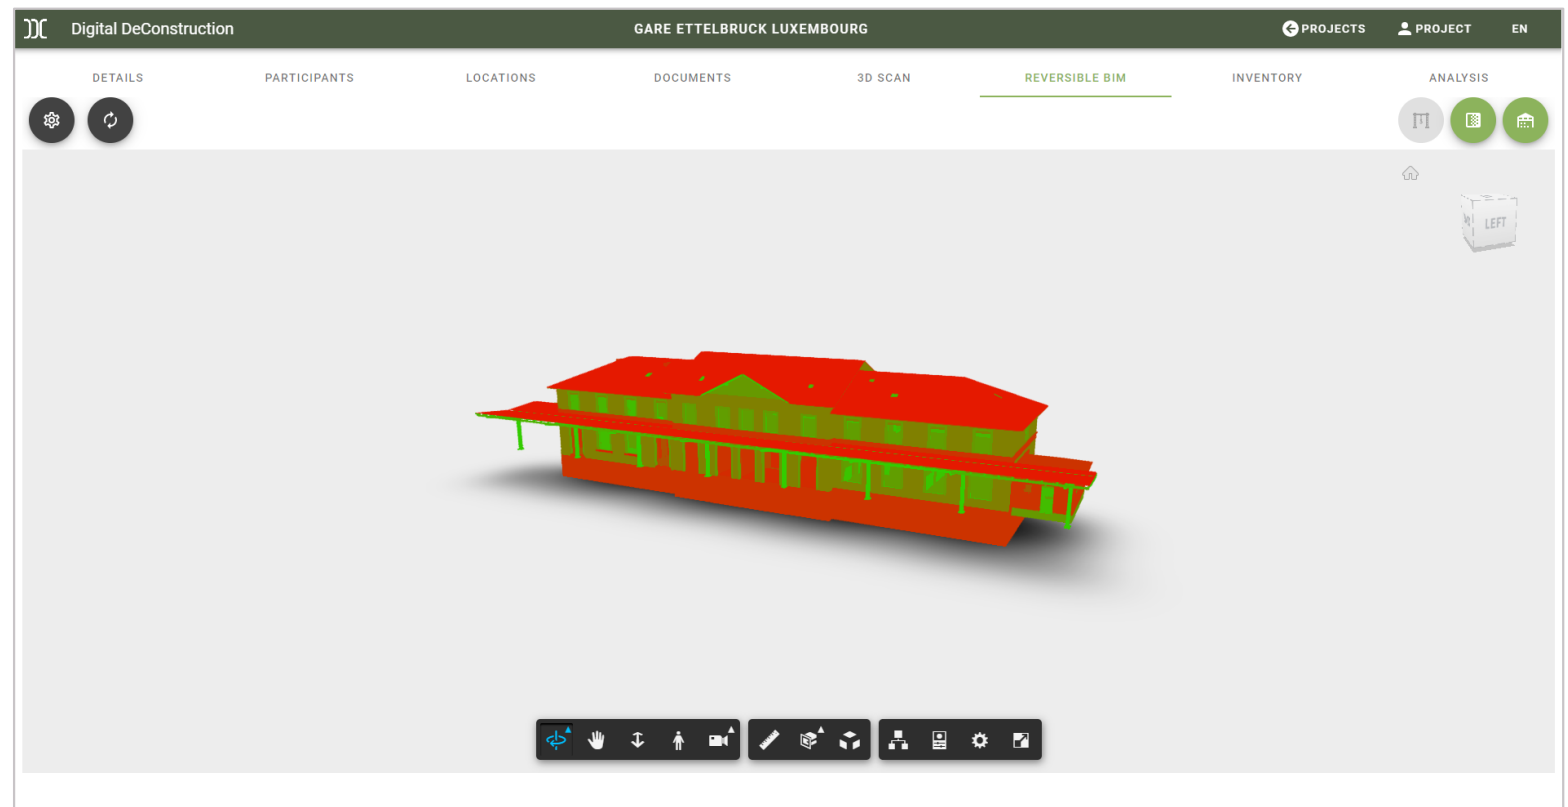 Digital DeConstruction GARE ETTELBRUCK LUXEMBOURG PROJECTS PROJECT EN
DETAILS PARTICIPANTS LOCATIONS DOCUMENTS 3D SCAN REVERSIBLE BIM INVENTORY ANALYSIS
LEFT